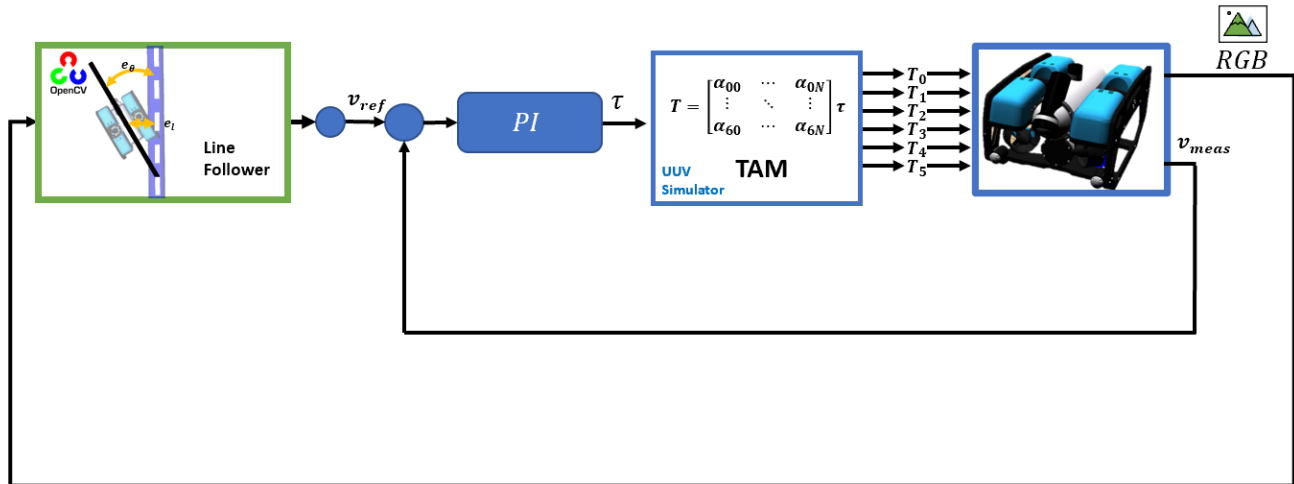 RGB
e_θ
OpenCV
e_l
Line
Follower
v_ref
PI
τ
T = [α_00 ⋯ α_0N
⋮ ⋱ ⋮
α_60 ⋯ α_6N] τ
TAM
UUV
Simulator
T_0
T_1
T_2
T_3
T_4
T_5
v_meas